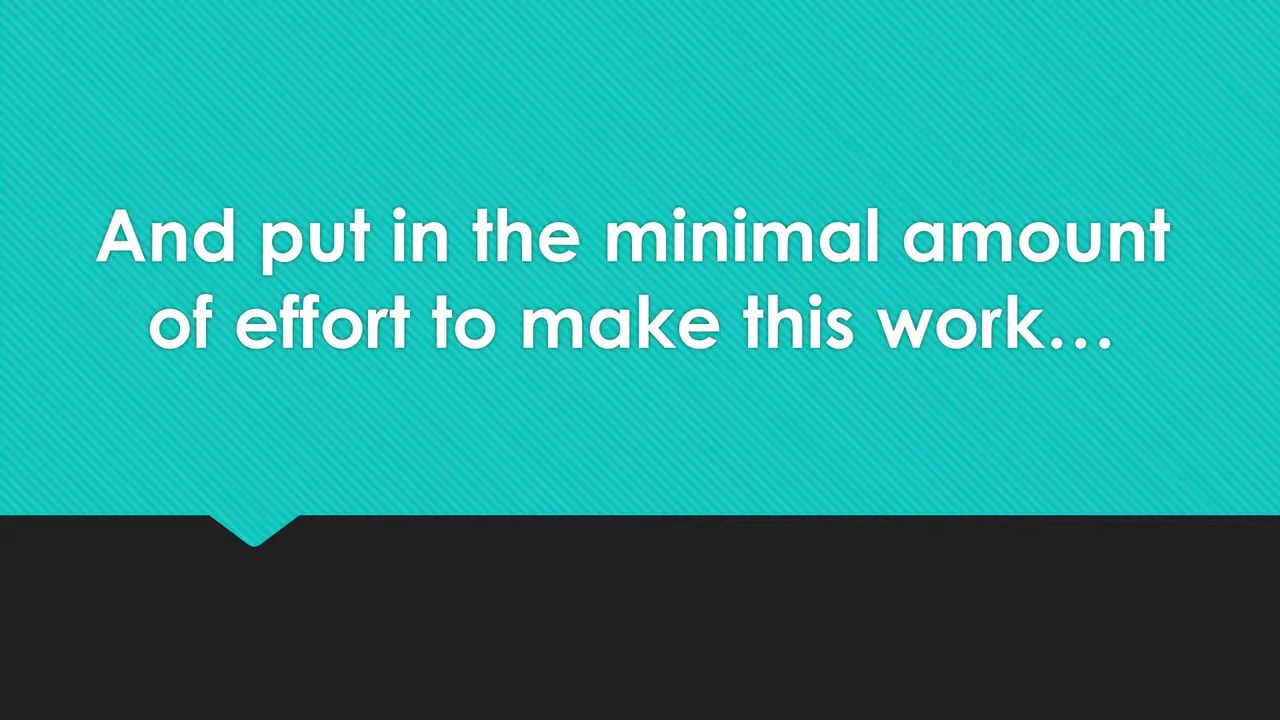 And put in the minimal amount
of effort to make this work…